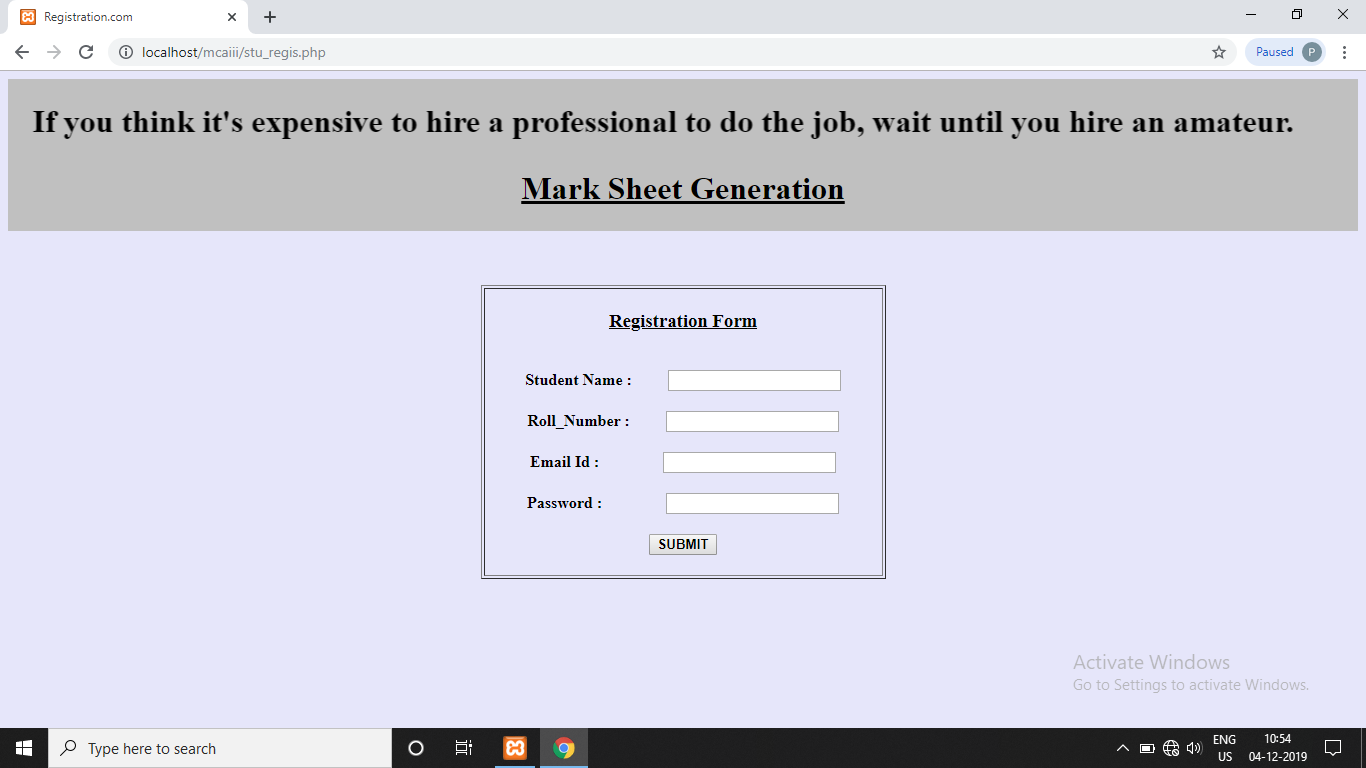 Registration.com
localhost/mcaiii/stu_regis.php
Paused P
If you think it's expensive to hire a professional to do the job, wait until you hire an amateur.
Mark Sheet Generation
Registration Form
Student Name :
Roll_Number :
Email Id :
Password :
SUBMIT
Activate Windows
Go to Settings to activate Windows.
Type here to search
ENG 10:54
US 04-12-2019